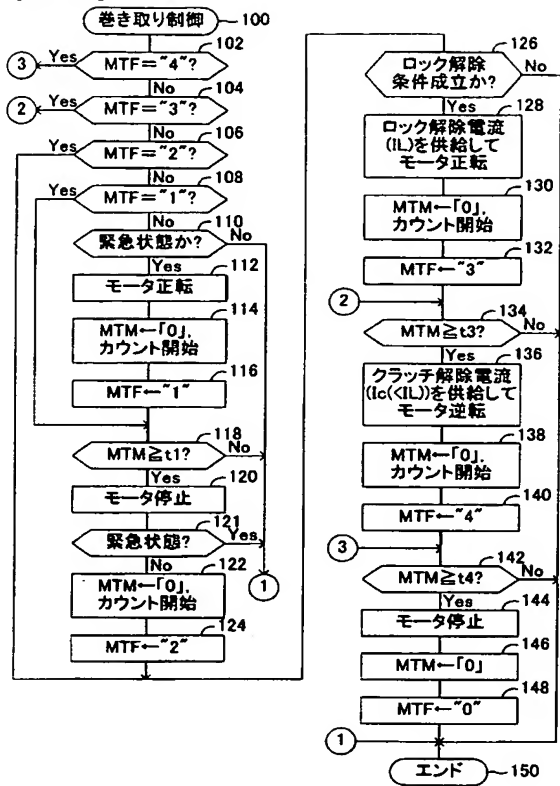 巻き取り制御
100
102
3
Yes
MTF="4"?
No
104
2
Yes
MTF="3"?
No
106
Yes
MTF="2"?
No
108
Yes
MTF="1"?
No
110
緊急状態か?
No
Yes
112
モータ正転
114
MTM←「0」,
カウント開始
116
MTF←"1"
118
MTM≧t1?
No
Yes
120
モータ停止
121
緊急状態?
Yes
No
122
MTM←「0」,
カウント開始
1
124
MTF←"2"
126
ロック解除
条件成立か?
No
Yes
128
ロック解除電流
(IL)を供給して
モータ正転
130
MTM←「0」,
カウント開始
132
MTF←"3"
2
134
MTM≧t3?
No
Yes
136
クラッチ解除電流
(Ic(<IL))を供給して
モータ逆転
138
MTM←「0」,
カウント開始
140
MTF←"4"
3
142
MTM≧t4?
No
Yes
144
モータ停止
146
MTM←「0」
148
MTF←"0"
1
エンド
150